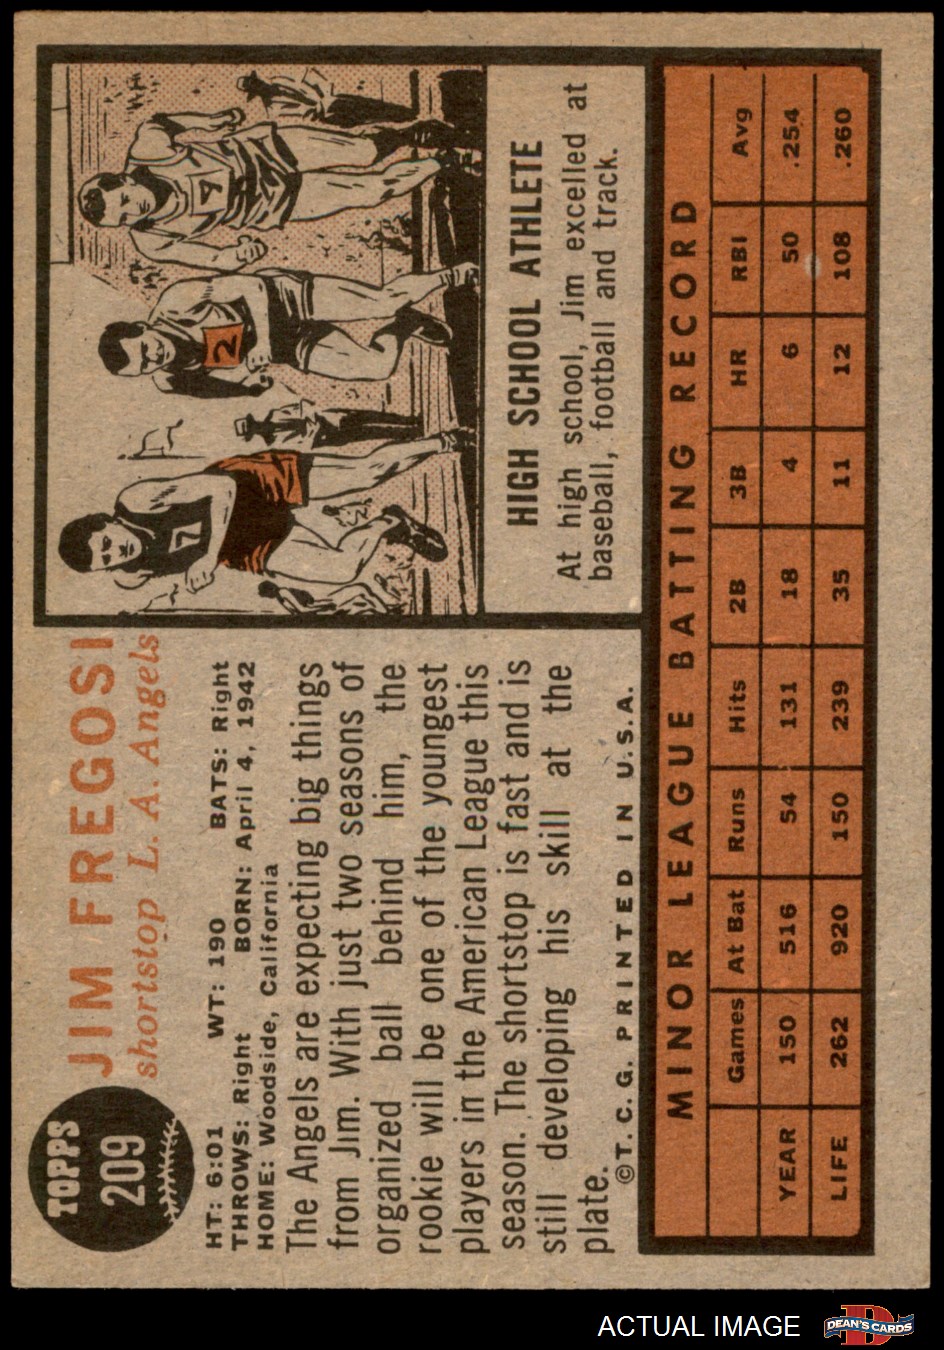 TOPPS
209
JIM FREGOSI
shortstop L. A. Angels
HT: 6:01 WT: 190 BATS: Right
THROWS: Right BORN: April 4, 1942
HOME: Woodside, California
The Angels are expecting big things
from Jim. With just two seasons of
organized ball behind him, the
rookie will be one of the youngest
players in the American League this
season. The shortstop is fast and is
still developing his skill at the
plate.
©T. C. G. PRINTED IN U.S.A.
7
2
7
HIGH SCHOOL ATHLETE
At high school, Jim excelled at
baseball, football and track.
MINOR LEAGUE BATTING RECORD
Games At Bat Runs Hits 2B 3B HR RBI Avg
YEAR 150 516 54 131 18 4 6 50 .254
LIFE 262 920 150 239 35 11 12 108 .260
ACTUAL IMAGE
D
DEAN'S CARDS